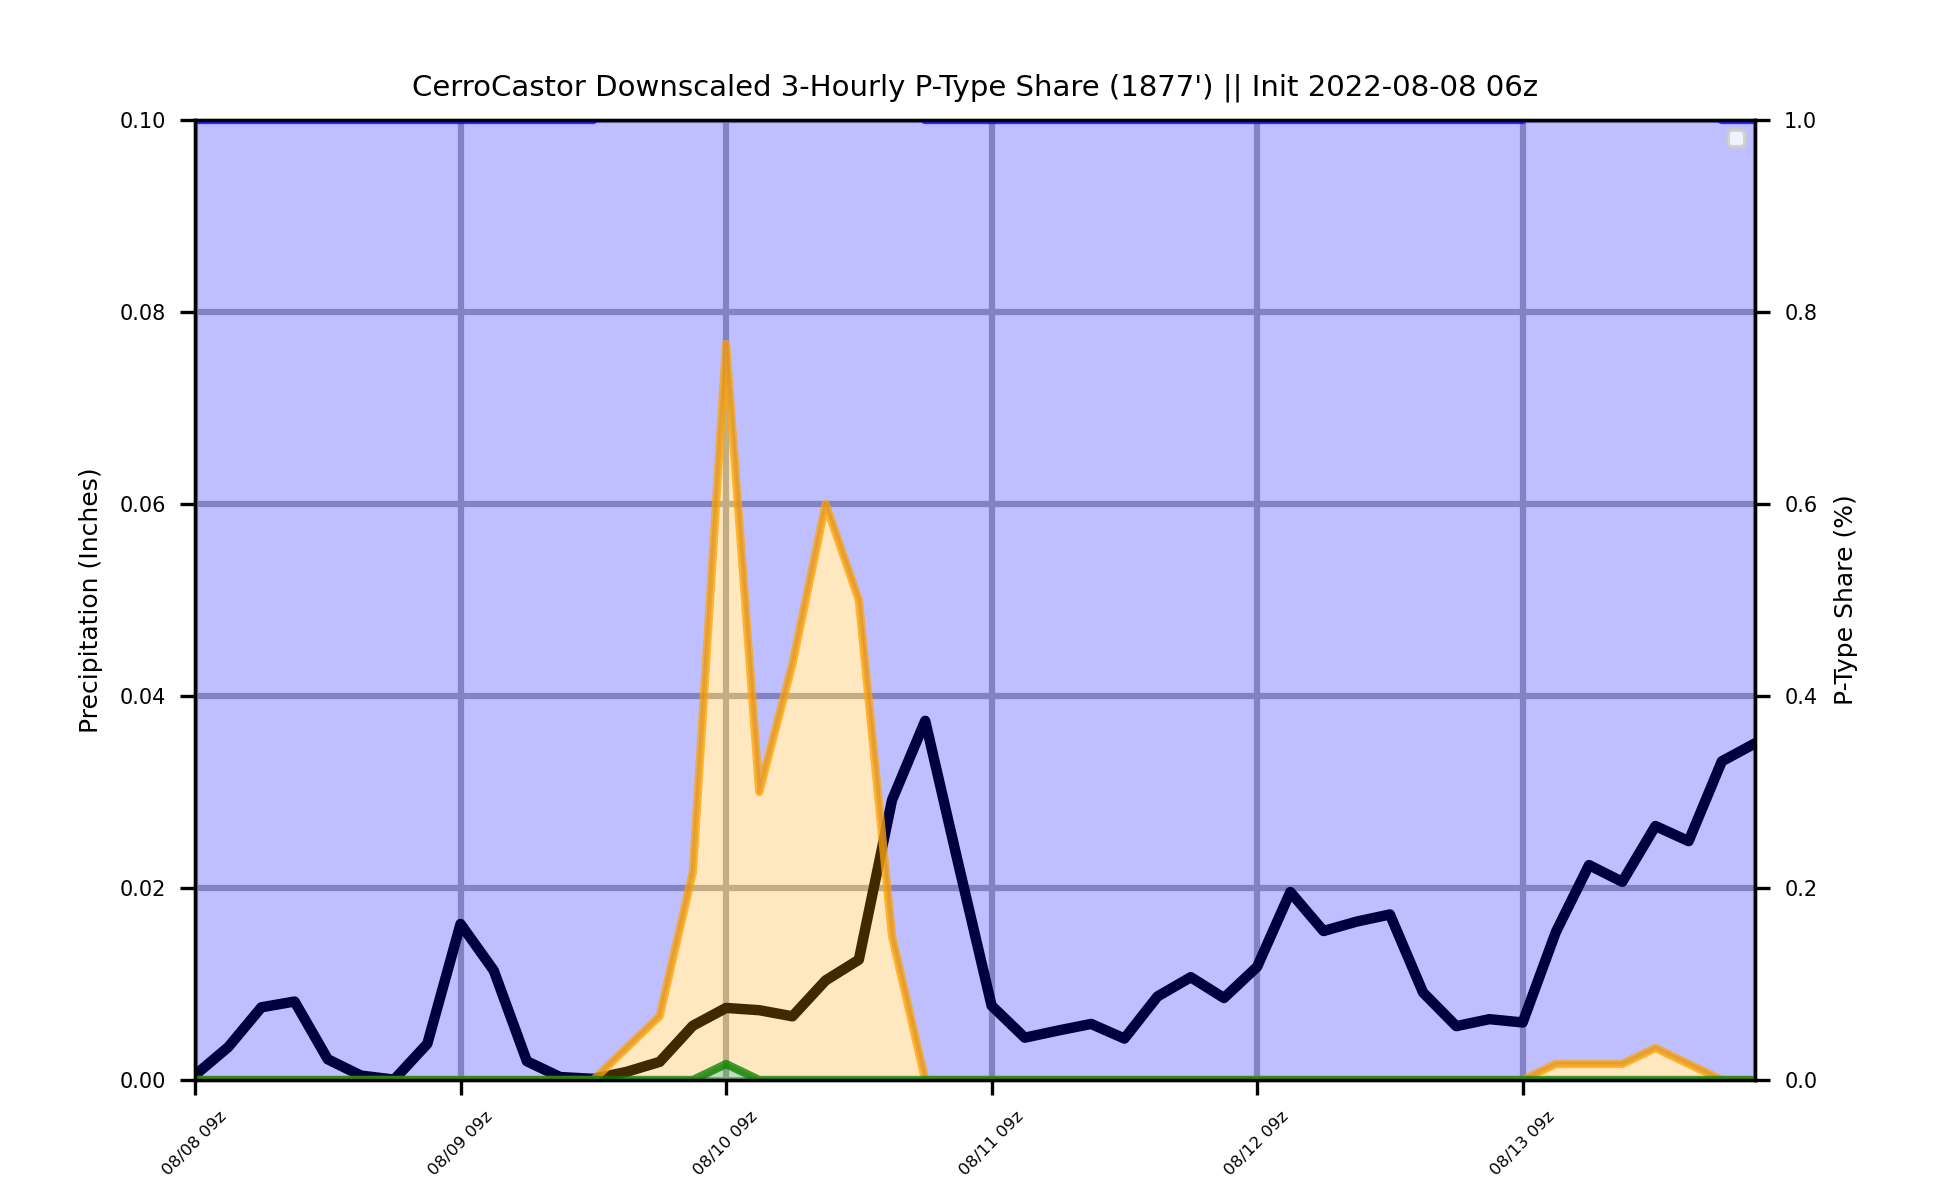 CerroCastor Downscaled 3-Hourly P-Type Share (1877') || Init 2022-08-08 06z
0.10
0.08
0.06
0.04
0.02
0.00
Precipitation (Inches)
1.0
0.8
0.6
0.4
0.2
0.0
P-Type Share (%)
08/08 09z
08/09 09z
08/10 09z
08/11 09z
08/12 09z
08/13 09z